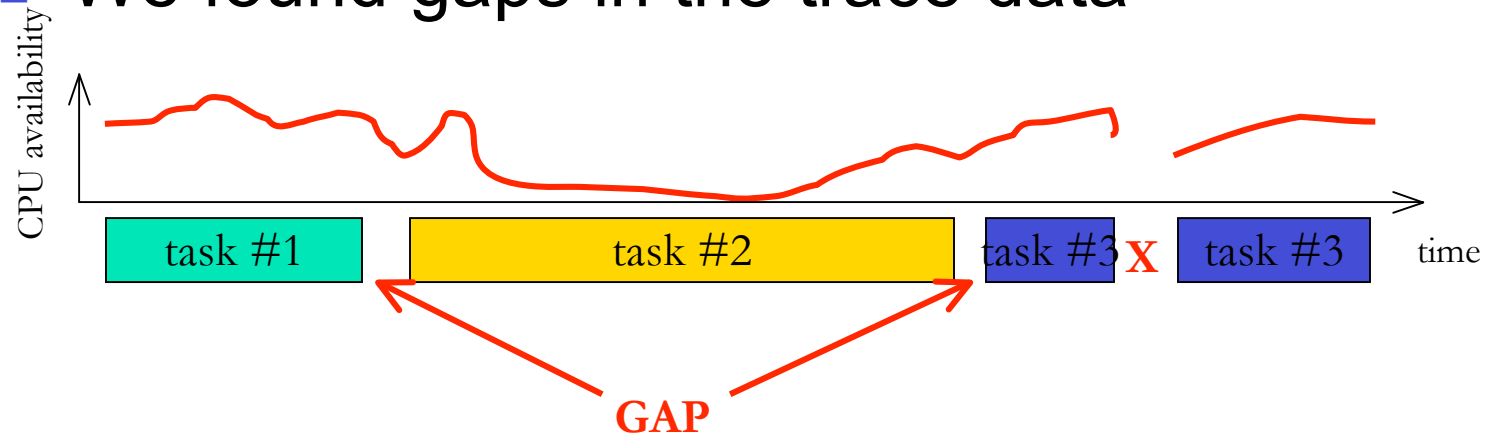 We found gaps in the trace data
CPU availability
task #1
task #2
task #3
X
task #3
time
GAP